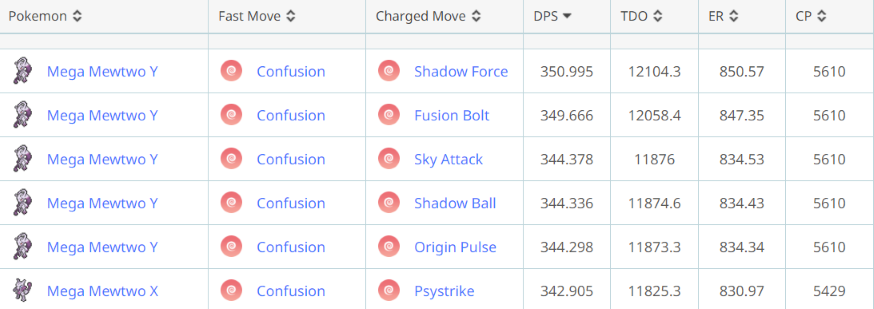 Pokemon Fast Move Charged Move DPS TDO ER CP
Mega Mewtwo Y Confusion Shadow Force 350.995 12104.3 850.57 5610
Mega Mewtwo Y Confusion Fusion Bolt 349.666 12058.4 847.35 5610
Mega Mewtwo Y Confusion Sky Attack 344.378 11876 834.53 5610
Mega Mewtwo Y Confusion Shadow Ball 344.336 11874.6 834.43 5610
Mega Mewtwo Y Confusion Origin Pulse 344.298 11873.3 834.34 5610
Mega Mewtwo X Confusion Psystrike 342.905 11825.3 830.97 5429